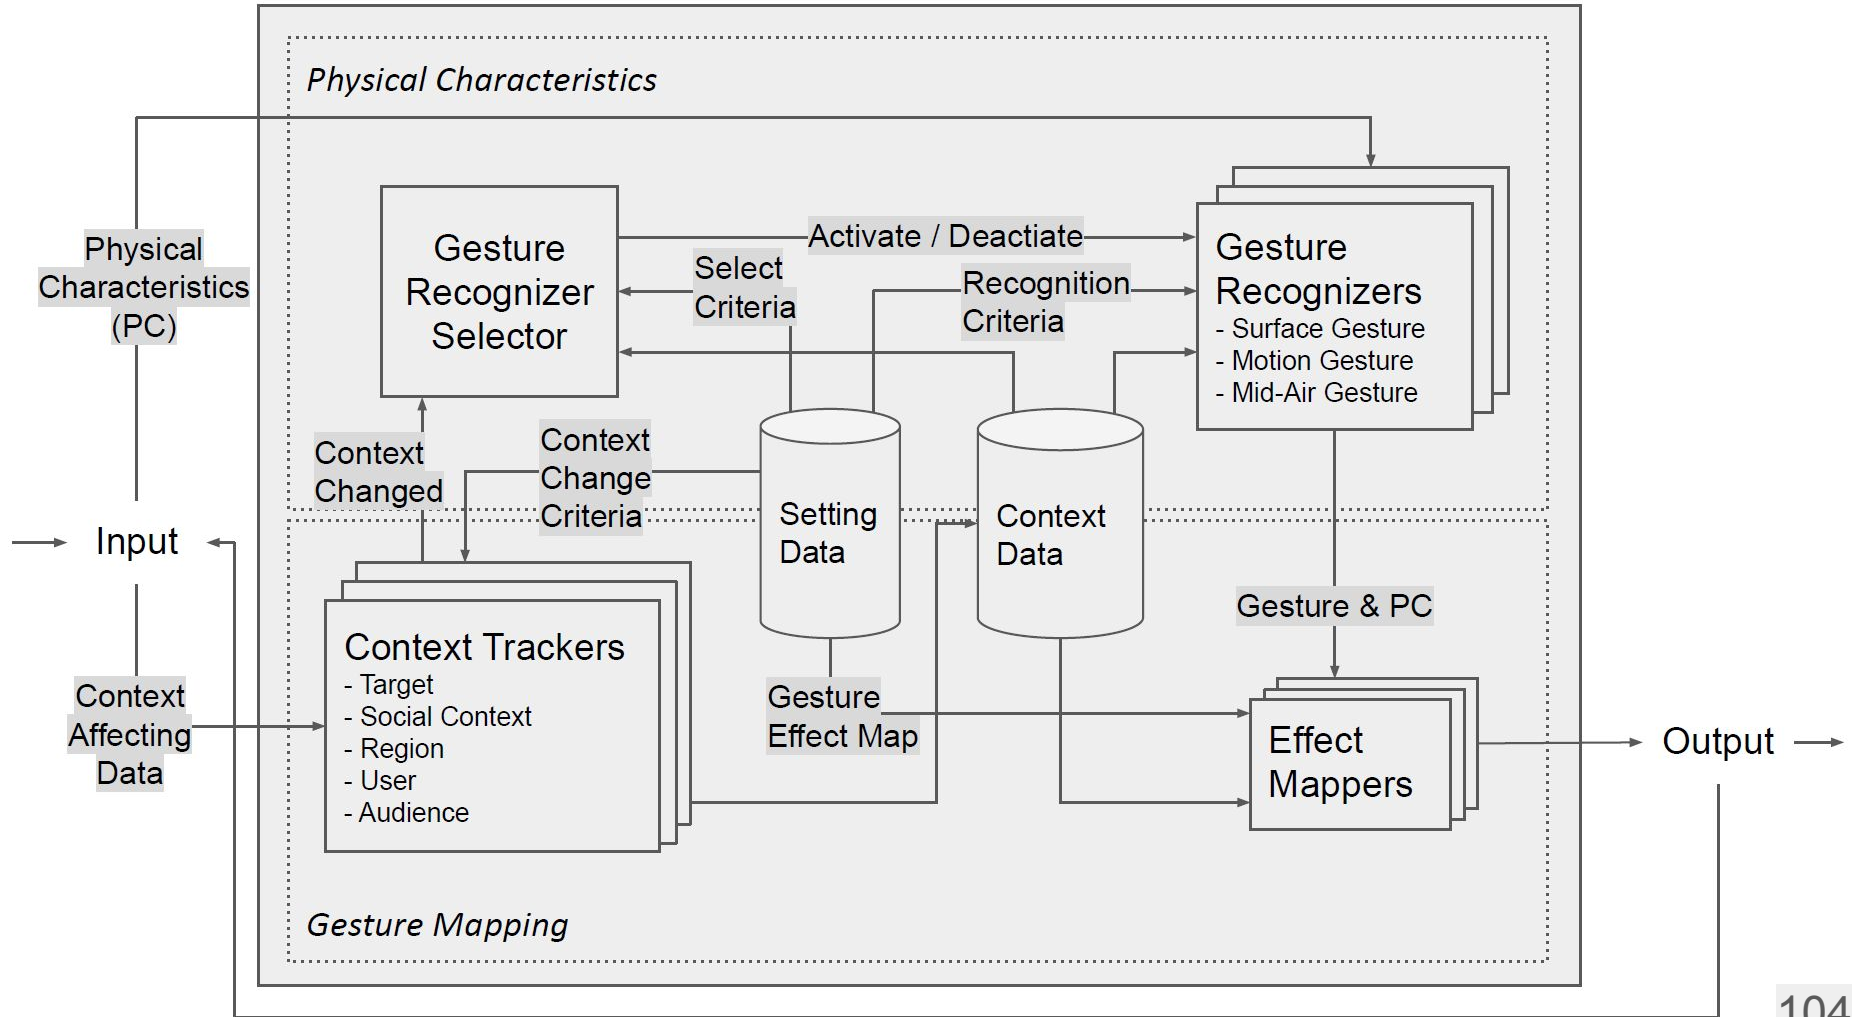 Physical Characteristics
Physical
Characteristics
(PC)
Gesture
Recognizer
Selector
Activate / Deactiate
Select
Criteria
Recognition
Criteria
Gesture
Recognizers
- Surface Gesture
- Motion Gesture
- Mid-Air Gesture
Context
Changed
Context
Change
Criteria
Setting
Data
Context
Data
Input
Gesture & PC
Context
Affecting
Data
Context Trackers
- Target
- Social Context
- Region
- User
- Audience
Gesture
Effect Map
Effect
Mappers
Output
Gesture Mapping
104